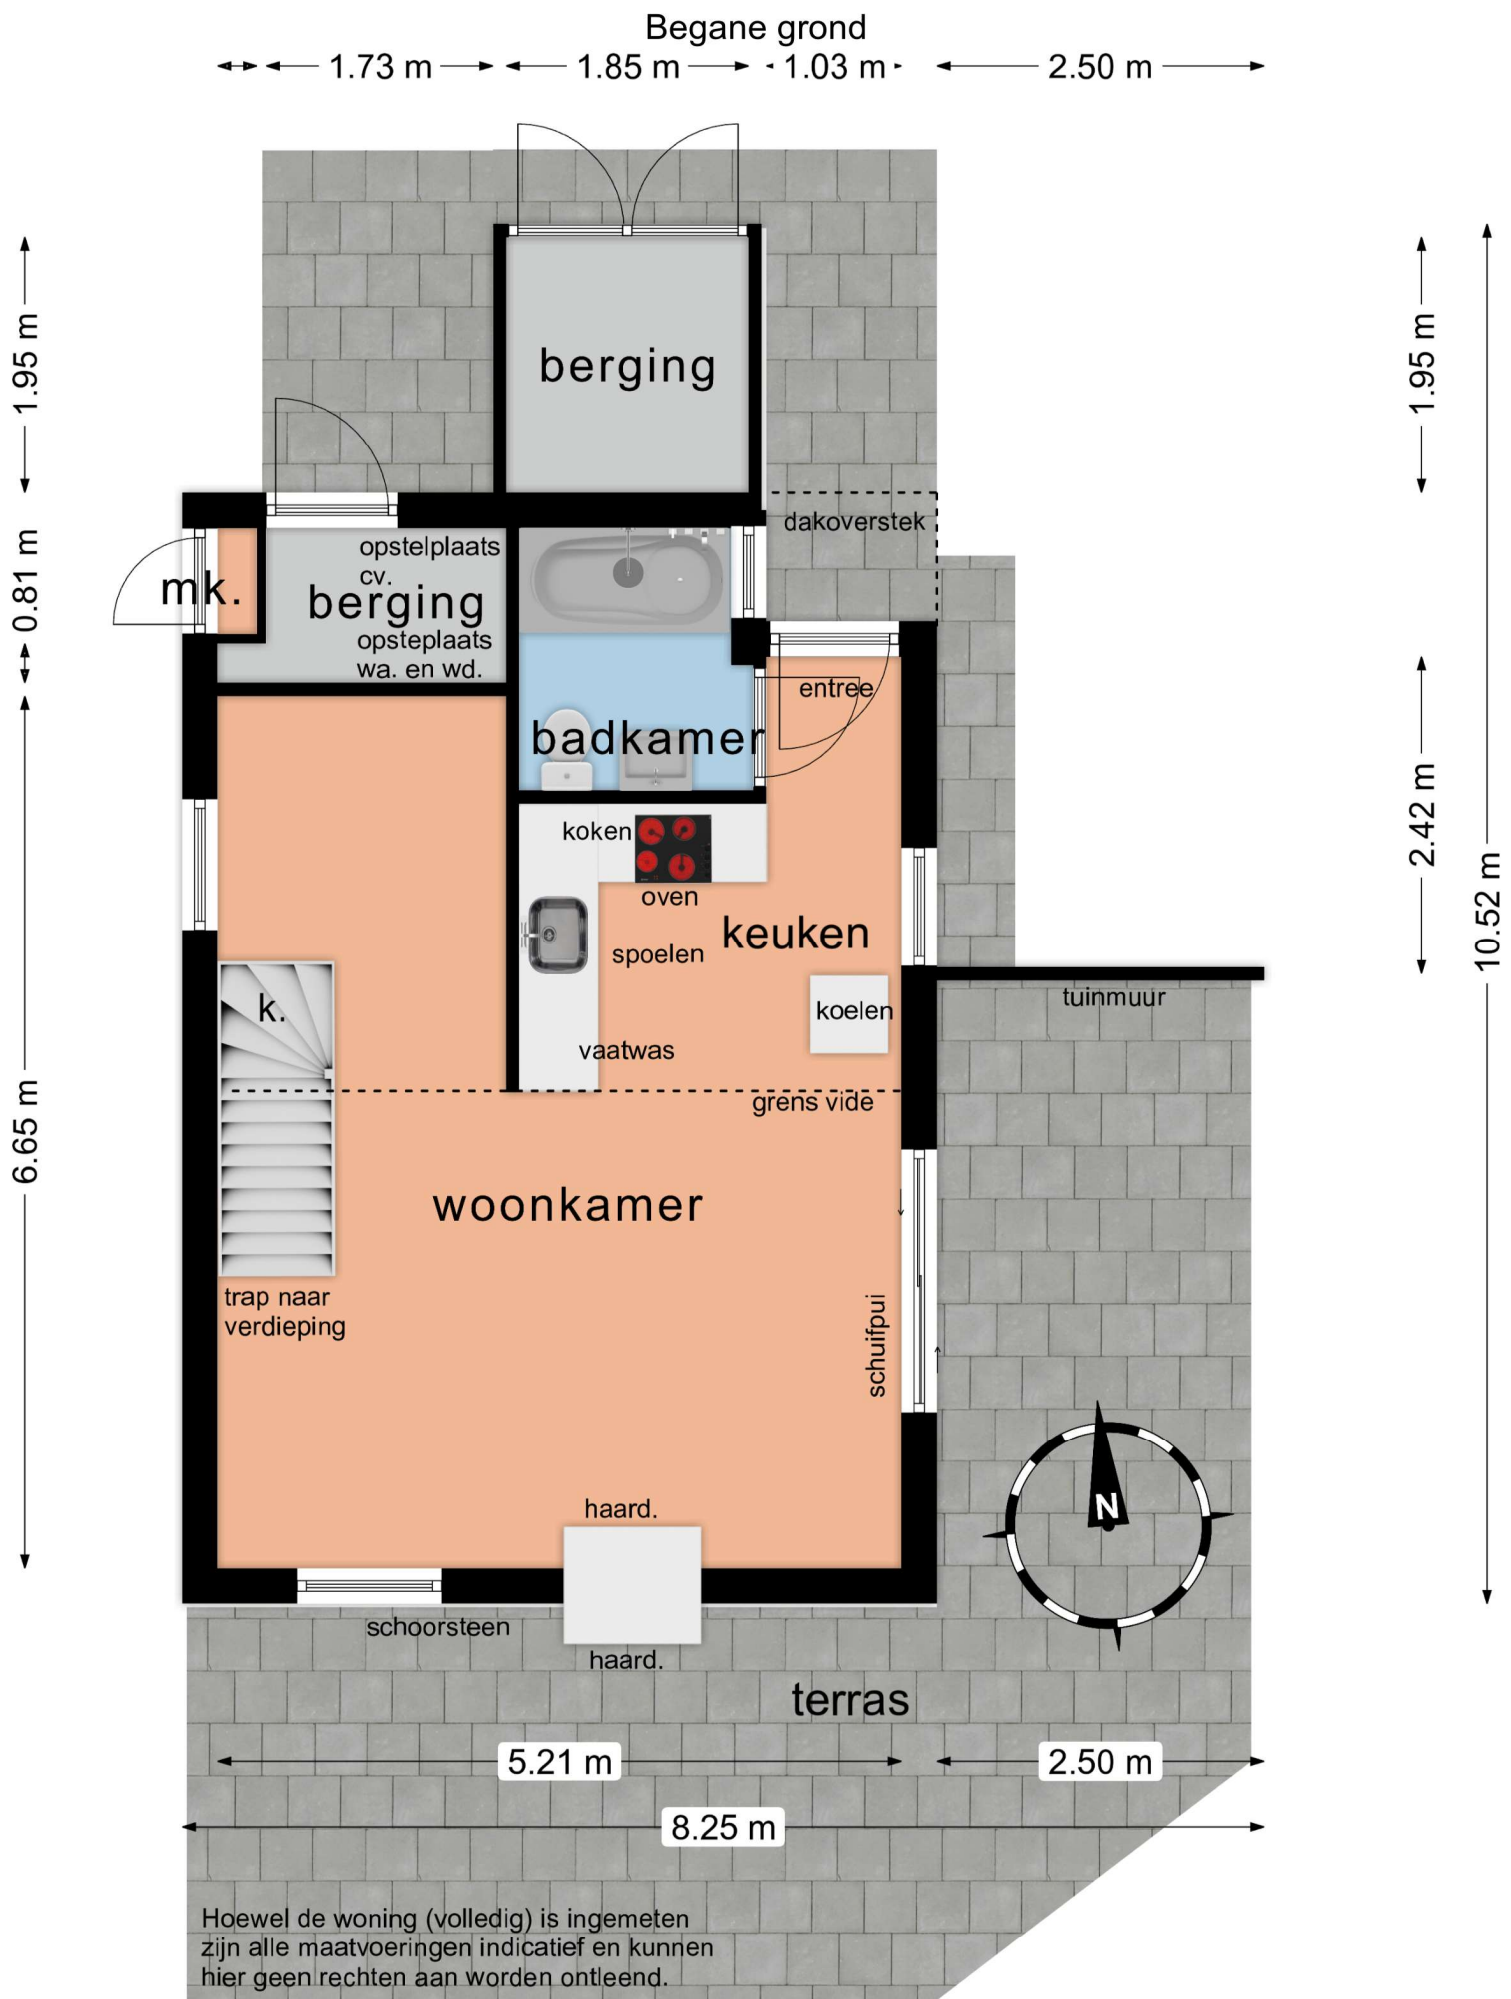 Begane grond
1.73 m
1.85 m
1.03 m
2.50 m
1.95 m
1.95 m
berging
dakoverstek
opstelplaats
cv.
mk.
berging
0.81 m
opsteplaats
wa. en wd.
entree
badkamer
2.42 m
koken
oven
keuken
spoelen
10.52 m
k.
koelen
tuinmuur
vaatwas
grens vide
6.65 m
woonkamer
trap naar
verdieping
schuifpui
haard.
N
schoorsteen
haard.
terras
5.21 m
2.50 m
8.25 m
Hoewel de woning (volledig) is ingemeten
zijn alle maatvoeringen indicatief en kunnen
hier geen rechten aan worden ontleend.